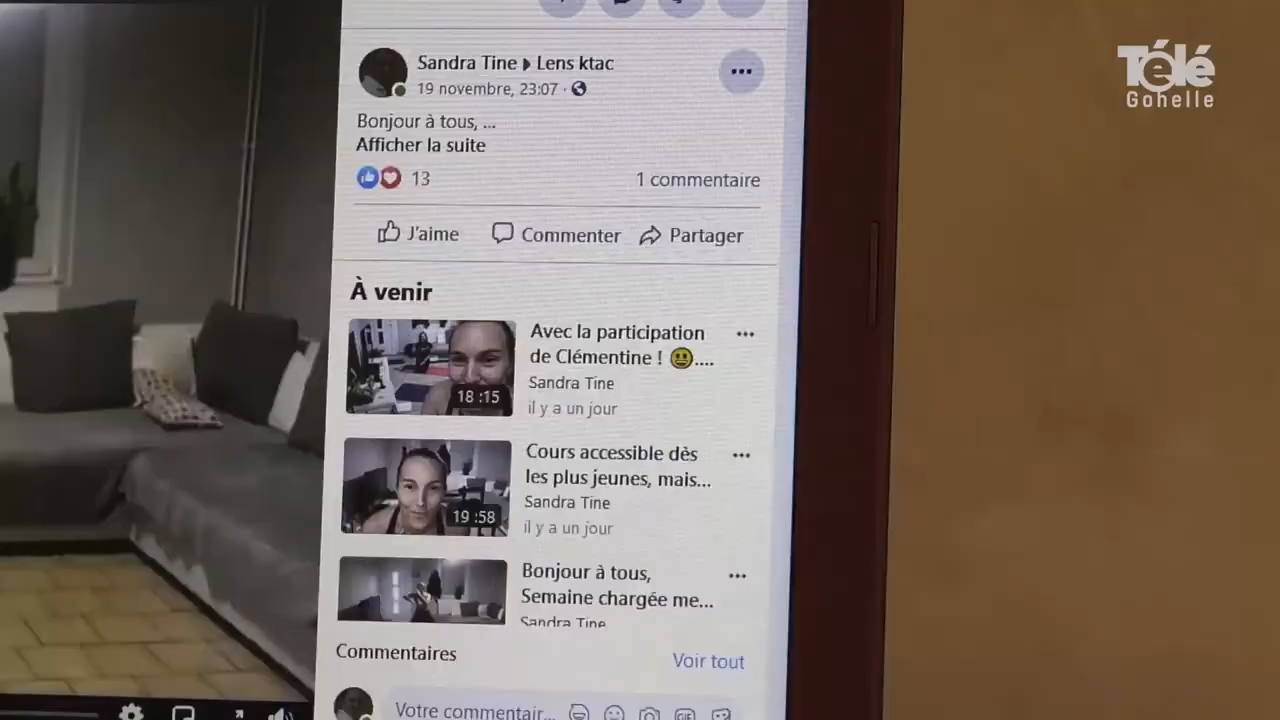 Télé
Gohelle
Sandra Tine ▸ Lens ktac
19 novembre, 23:07 ·
Bonjour à tous, ...
Afficher la suite
13
1 commentaire
J'aime
Commenter
Partager
À venir
Avec la participation
de Clémentine ! 😃....
Sandra Tine
il y a un jour
18:15
Cours accessible dès
les plus jeunes, mais...
Sandra Tine
il y a un jour
19:58
Bonjour à tous,
Semaine chargée me...
Sandra Tine
Commentaires
Voir tout
Votre commentair...
GIF